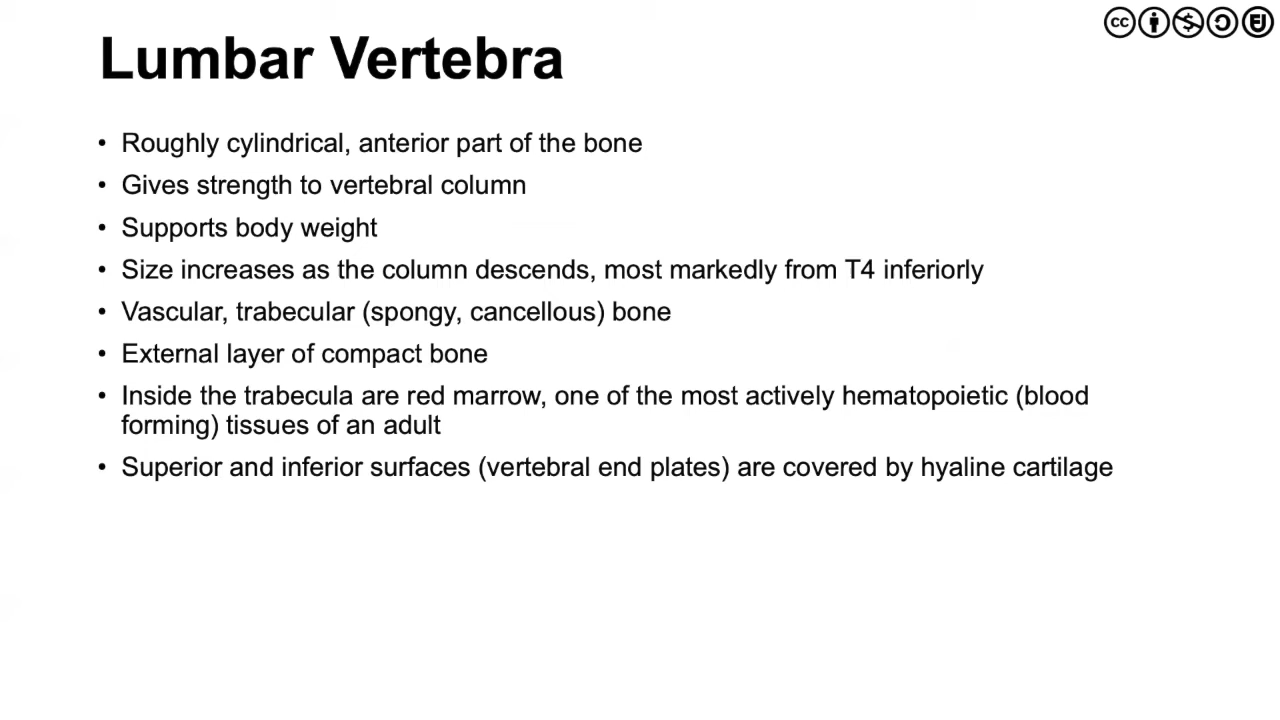 Lumbar Vertebra
• Roughly cylindrical, anterior part of the bone
• Gives strength to vertebral column
• Supports body weight
• Size increases as the column descends, most markedly from T4 inferiorly
• Vascular, trabecular (spongy, cancellous) bone
• External layer of compact bone
• Inside the trabecula are red marrow, one of the most actively hematopoietic (blood
forming) tissues of an adult
• Superior and inferior surfaces (vertebral end plates) are covered by hyaline cartilage